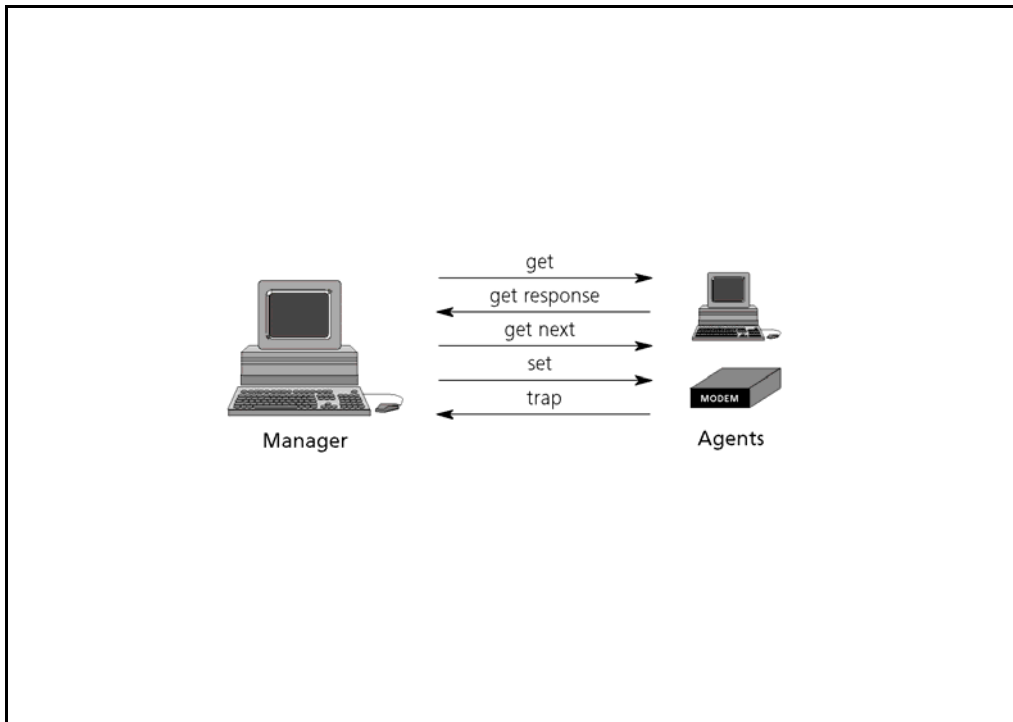 get
get response
get next
set
trap
MODEM
Manager
Agents